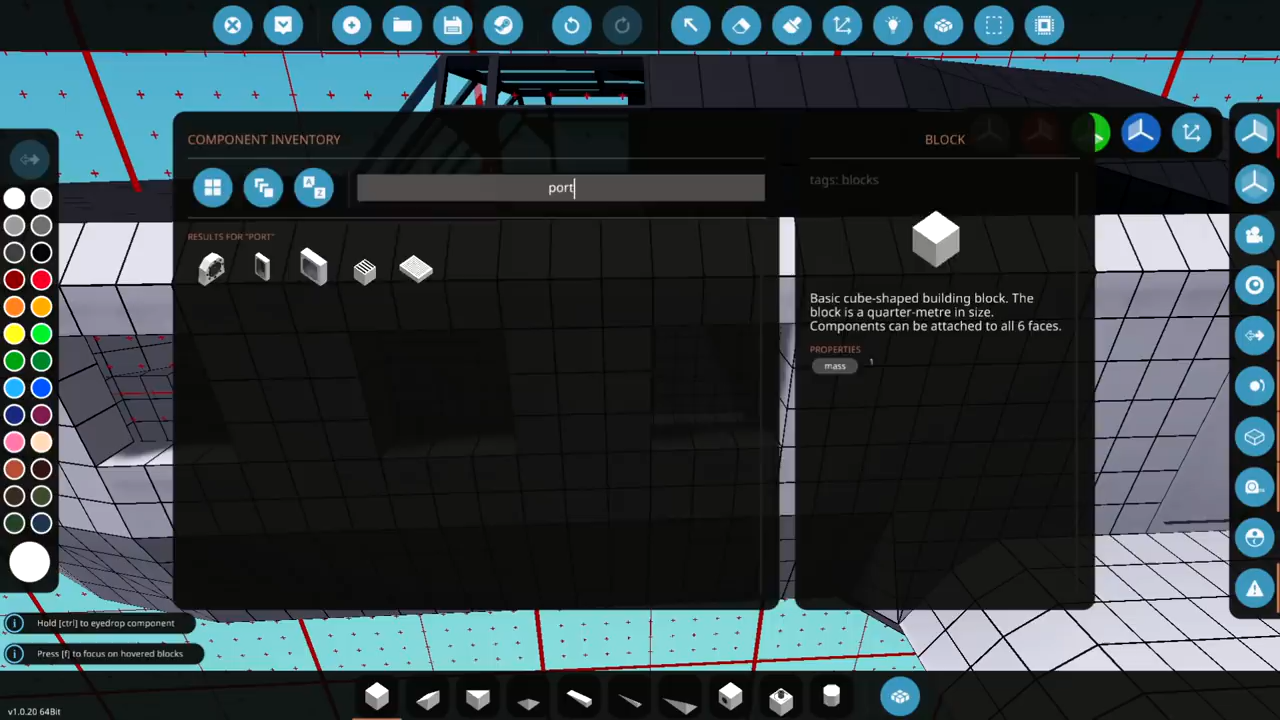 COMPONENT INVENTORY
BLOCK
port
tags: blocks
RESULTS FOR "PORT"
Basic cube-shaped building block. The
block is a quarter-metre in size.
Components can be attached to all 6 faces.
PROPERTIES
mass
1
Hold [ctrl] to eyedrop component
Press [f] to focus on hovered blocks
v1.0.20 64Bit